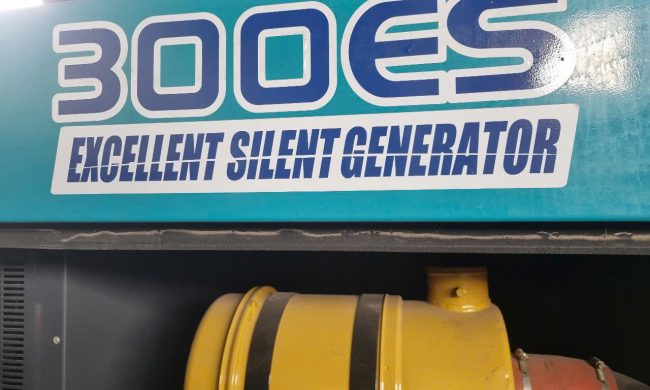 300ES
EXCELLENT SILENT GENERATOR